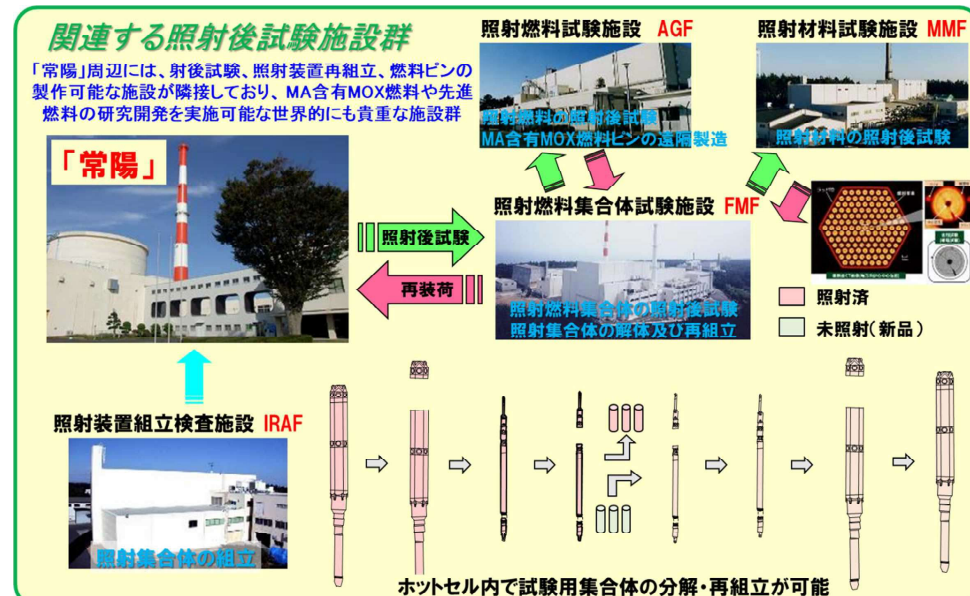 関連する照射後試験施設群
「常陽」周辺には、射後試験、照射装置再組立、燃料ピンの
製作可能な施設が隣接しており、MA含有MOX燃料や先進
燃料の研究開発を実施可能な世界的にも貴重な施設群
照射燃料試験施設 AGF
照射燃料の照射後試験
MA含有MOX燃料ピンの遠隔製造
照射材料試験施設 MMF
照射材料の照射後試験
「常陽」
照射後試験
再装荷
照射燃料集合体試験施設 FMF
照射燃料集合体の照射後試験
照射集合体の解体及び再組立
照射済
未照射(新品)
照射装置組立検査施設 IRAF
照射集合体の組立
ホットセル内で試験用集合体の分解・再組立が可能